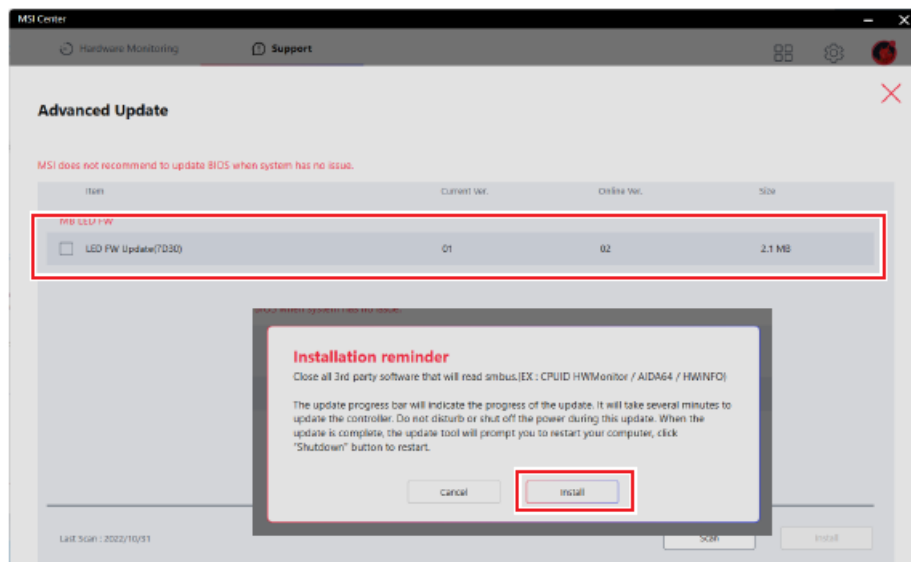 MSI Center
Hardware Monitoring
Support
Advanced Update
MSI does not recommend to update BIOS when system has no issue.
Item Current Ver. Online Ver. Size
MB LED FW
LED FW Update(7D30) 01 02 2.1 MB
BIOS when system has no issue.
Installation reminder
Close all 3rd party software that will read smbus.(EX : CPUID HWMonitor / AIDA64 / HWiNFO)
The update progress bar will indicate the progress of the update. It will take several minutes to
update the controller. Do not disturb or shut off the power during this update. When the
update is complete, the update tool will prompt you to restart your computer, click
"Shutdown" button to restart.
Cancel Install
Last Scan : 2022/10/31 Scan Install